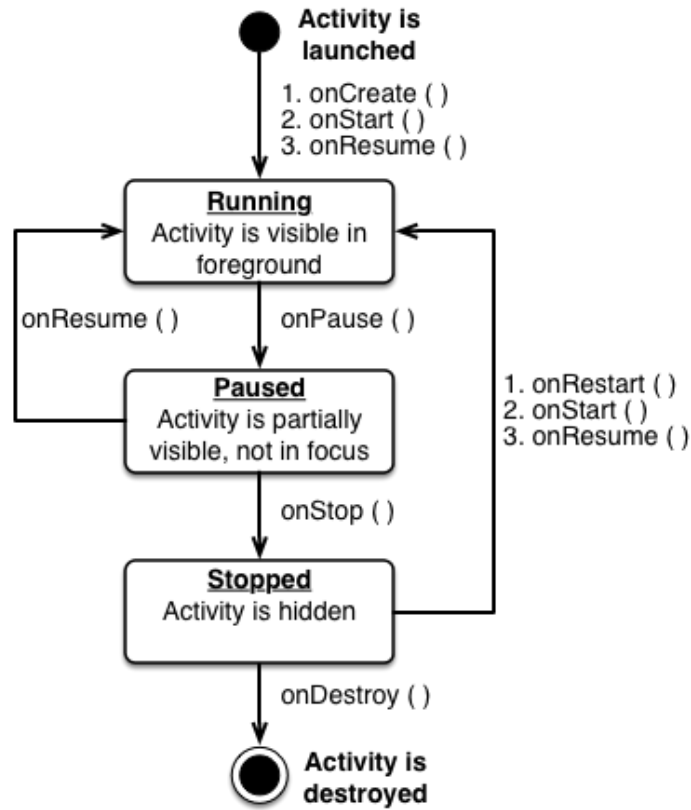 Activity is
launched
1. onCreate ( )
2. onStart ( )
3. onResume ( )
Running
Activity is visible in
foreground
onResume ( )
onPause ( )
Paused
Activity is partially
visible, not in focus
1. onRestart ( )
2. onStart ( )
3. onResume ( )
onStop ( )
Stopped
Activity is hidden
onDestroy ( )
Activity is
destroyed